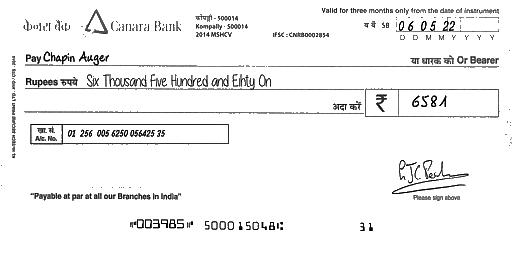 Valid for three months only from the date of instrument
केनरा बैंक Canara Bank
कोंपल्ली - 500014
Kompally - 500014
2014 MSHCV
IFSC : CNRB0002854
06 05 22
D D M M Y Y Y Y
Pay Chapin Auger
या धारक को Or Bearer
Rupees रुपये Six Thousand Five Hundred and Eihty On
अदा करें ₹ 6581
खा. सं.
A/c. No. 01 256 005 6250 056425 25
Please sign above
"Payable at par at all our Branches in India"
⑈003985⑈ 500015048⑆ 31